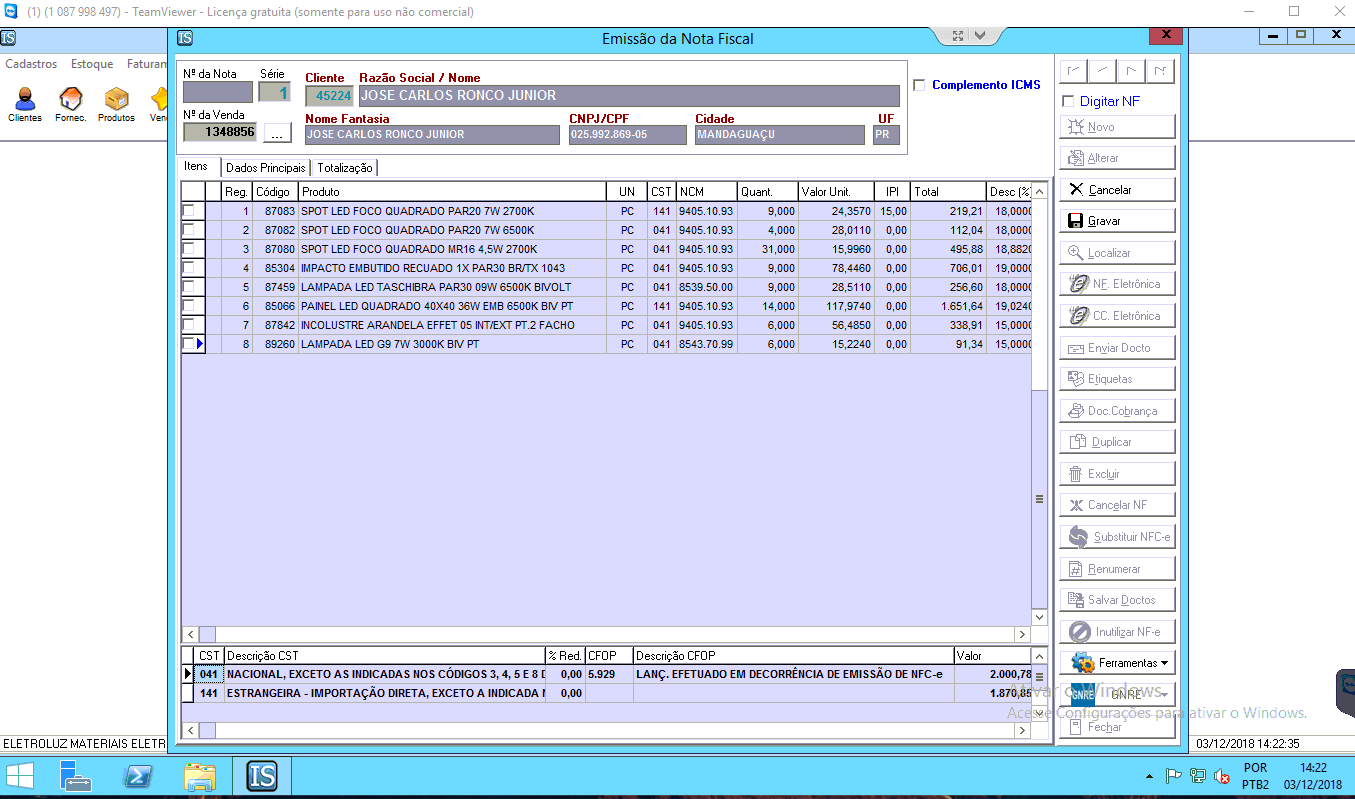 (1) (1 087 998 497) - TeamViewer - Licença gratuita (somente para uso não comercial)
IS
IS
Emissão da Nota Fiscal
Cadastros Estoque Faturam
Clientes Fornec. Produtos Vend
Nº da Nota Série
1
Nº da Venda
1348856 ...
Cliente Razão Social / Nome
45224 JOSE CARLOS RONCO JUNIOR
Nome Fantasia CNPJ/CPF Cidade UF
JOSE CARLOS RONCO JUNIOR 025.992.869-05 MANDAGUAÇU PR
Complemento ICMS
Itens Dados Principais Totalização
Reg. Código Produto UN CST NCM Quant. Valor Unit. IPI Total Desc (%
1 87083 SPOT LED FOCO QUADRADO PAR20 7W 2700K PC 141 9405.10.93 9,000 24,3570 15,00 219,21 18,0000
2 87082 SPOT LED FOCO QUADRADO PAR20 7W 6500K PC 041 9405.10.93 4,000 28,0110 0,00 112,04 18,0000
3 87080 SPOT LED FOCO QUADRADO MR16 4,5W 2700K PC 041 9405.10.93 31,000 15,9960 0,00 495,88 18,8820
4 85304 IMPACTO EMBUTIDO RECUADO 1X PAR30 BR/TX 1043 PC 041 9405.10.93 9,000 78,4460 0,00 706,01 19,0000
5 87459 LAMPADA LED TASCHIBRA PAR30 09W 6500K BIVOLT PC 041 8539.50.00 9,000 28,5110 0,00 256,60 18,0000
6 85066 PAINEL LED QUADRADO 40X40 36W EMB 6500K BIV PT PC 141 9405.10.93 14,000 117,9740 0,00 1.651,64 19,0240
7 87842 INCOLUSTRE ARANDELA EFFET 05 INT/EXT PT.2 FACHO PC 041 9405.10.93 6,000 56,4850 0,00 338,91 15,0000
8 89260 LAMPADA LED G9 7W 3000K BIV PT PC 041 8543.70.99 6,000 15,2240 0,00 91,34 15,0000
CST Descrição CST % Red. CFOP Descrição CFOP Valor
041 NACIONAL, EXCETO AS INDICADAS NOS CÓDIGOS 3, 4, 5 E 8 D 0,00 5.929 LANÇ. EFETUADO EM DECORRÊNCIA DE EMISSÃO DE NFC-e 2.000,78
141 ESTRANGEIRA - IMPORTAÇÃO DIRETA, EXCETO A INDICADA N 0,00 1.870,85
Digitar NF
Novo
Alterar
Cancelar
Gravar
Localizar
NF. Eletrônica
CC. Eletrônica
Enviar Docto
Etiquetas
Doc.Cobrança
Duplicar
Excluir
Cancelar NF
Substituir NFC-e
Renumerar
Salvar Doctos
Inutilizar NF-e
Ferramentas
GNRE GNRE
Fechar
Ativar o Windows
Acesse Configurações para ativar o Windows.
ELETROLUZ MATERIAIS ELETR 03/12/2018 14:22:35
IS
POR 14:22
PTB2 03/12/2018